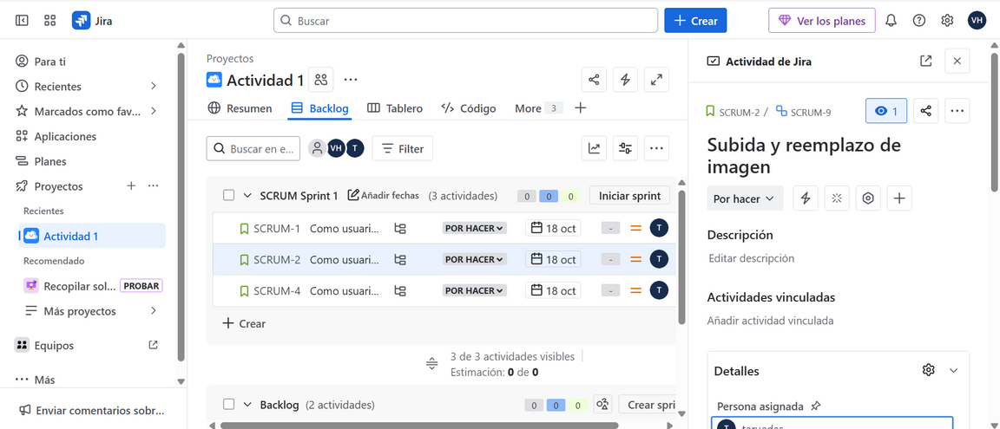 Jira
Buscar
Crear
Ver los planes
VH
Para ti
Recientes
Marcados como fav...
Aplicaciones
Planes
Proyectos
Recientes
Actividad 1
Recomendado
Recopilar sol... PROBAR
Más proyectos
Equipos
Más
Enviar comentarios sobr...
Proyectos
Actividad 1
Resumen Backlog Tablero Código More 3
Buscar en e... VH T Filter
SCRUM Sprint 1 Añadir fechas (3 actividades) 0 0 0 Iniciar sprint
SCRUM-1 Como usuari... POR HACER 18 oct - T
SCRUM-2 Como usuari... POR HACER 18 oct - T
SCRUM-4 Como usuari... POR HACER 18 oct - T
Crear
3 de 3 actividades visibles
Estimación: 0 de 0
Backlog (2 actividades) 0 0 0 Crear spri
Actividad de Jira
SCRUM-2 / SCRUM-9 1
Subida y reemplazo de
imagen
Por hacer
Descripción
Editar descripción
Actividades vinculadas
Añadir actividad vinculada
Detalles
Persona asignada
T